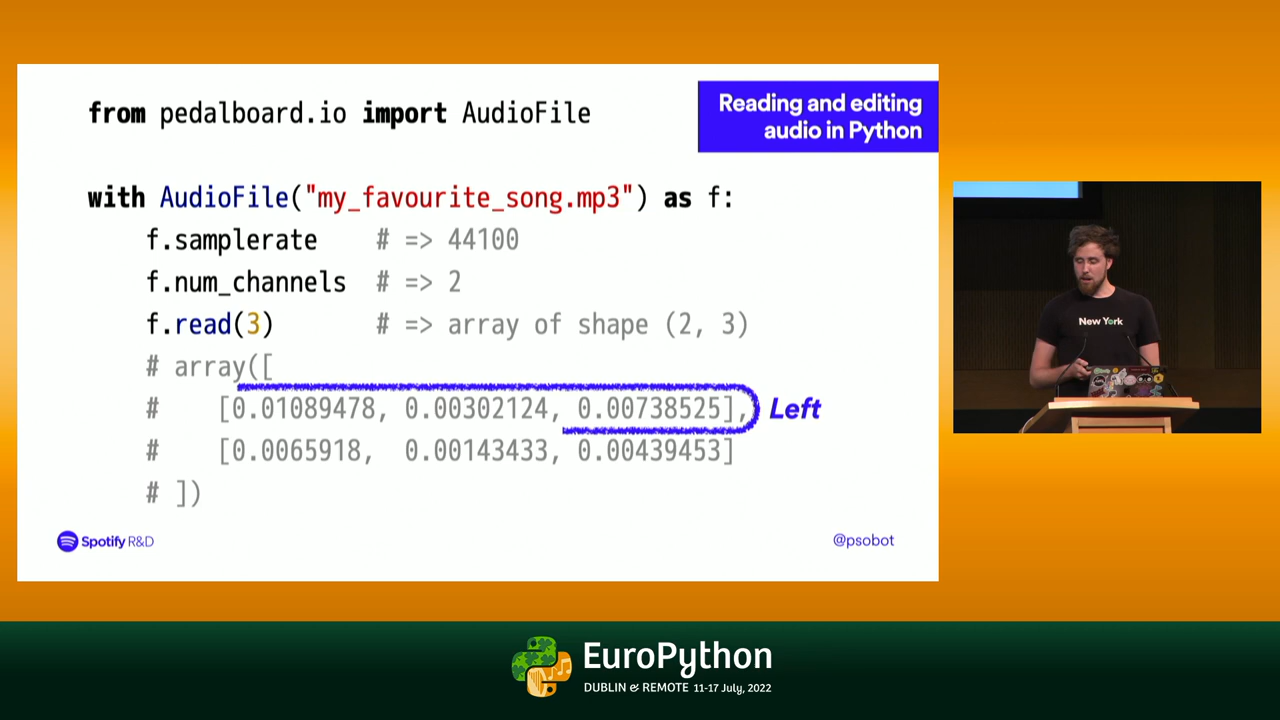 from pedalboard.io import AudioFile
Reading and editing
audio in Python
with AudioFile("my_favourite_song.mp3") as f:
f.samplerate # => 44100
f.num_channels # => 2
f.read(3) # => array of shape (2, 3)
# array([
# [0.01089478, 0.00302124, 0.00738525], Left
# [0.0065918, 0.00143433, 0.00439453]
# ])
Spotify R&D
@psobot
New York
EuroPython
DUBLIN & REMOTE 11-17 July, 2022